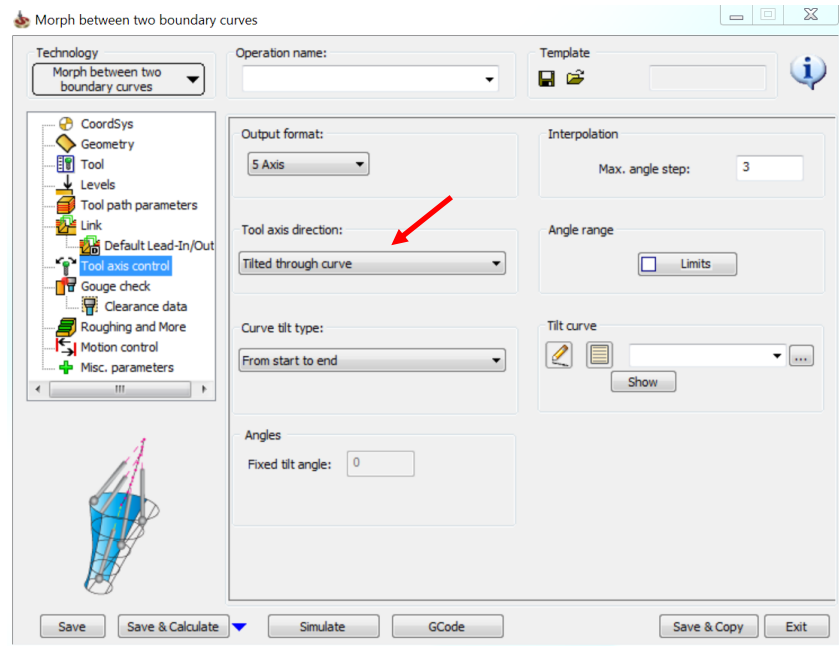 Morph between two boundary curves
Technology
Morph between two
boundary curves
Operation name:
Template
CoordSys
Geometry
Tool
Levels
Tool path parameters
Link
Default Lead-In/Out
Tool axis control
Gouge check
Clearance data
Roughing and More
Motion control
Misc. parameters
Output format:
5 Axis
Interpolation
Max. angle step:
3
Tool axis direction:
Tilted through curve
Angle range
Limits
Curve tilt type:
From start to end
Tilt curve
...
Show
Angles
Fixed tilt angle:
0
Save
Save & Calculate
Simulate
GCode
Save & Copy
Exit